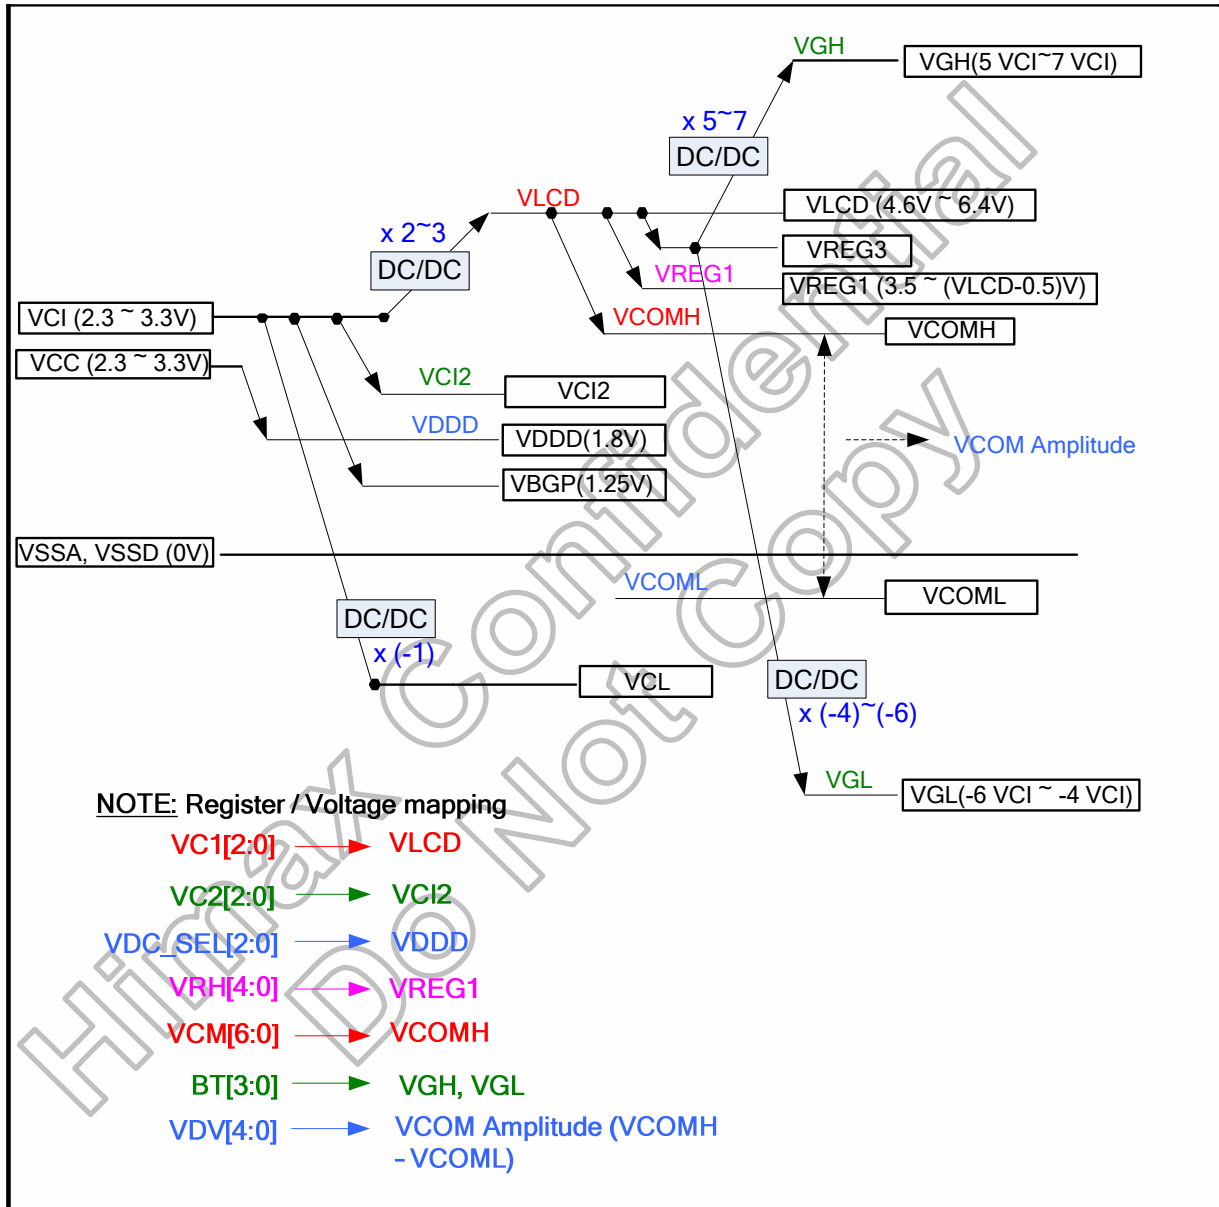 VGH
VGH(5 VCI~7 VCI)
x 5~7
DC/DC
VLCD
VLCD (4.6V ~ 6.4V)
x 2~3
DC/DC
VREG3
VREG1
VREG1 (3.5 ~ (VLCD-0.5)V)
VCI (2.3 ~ 3.3V)
VCOMH
VCOMH
VCC (2.3 ~ 3.3V)
VCI2
VCI2
VDDD
VDDD(1.8V)
VCOM Amplitude
VBGP(1.25V)
VSSA, VSSD (0V)
VCOML
VCOML
DC/DC
x (-1)
VCL
DC/DC
x (-4)~(-6)
VGL
VGL(-6 VCI ~ -4 VCI)
NOTE: Register / Voltage mapping
VC1[2:0] VLCD
VC2[2:0] VCI2
VDC_SEL[2:0] VDDD
VRH[4:0] VREG1
VCM[6:0] VCOMH
BT[3:0] VGH, VGL
VDV[4:0] VCOM Amplitude (VCOMH
– VCOML)
Himax Confidential
Do Not Copy